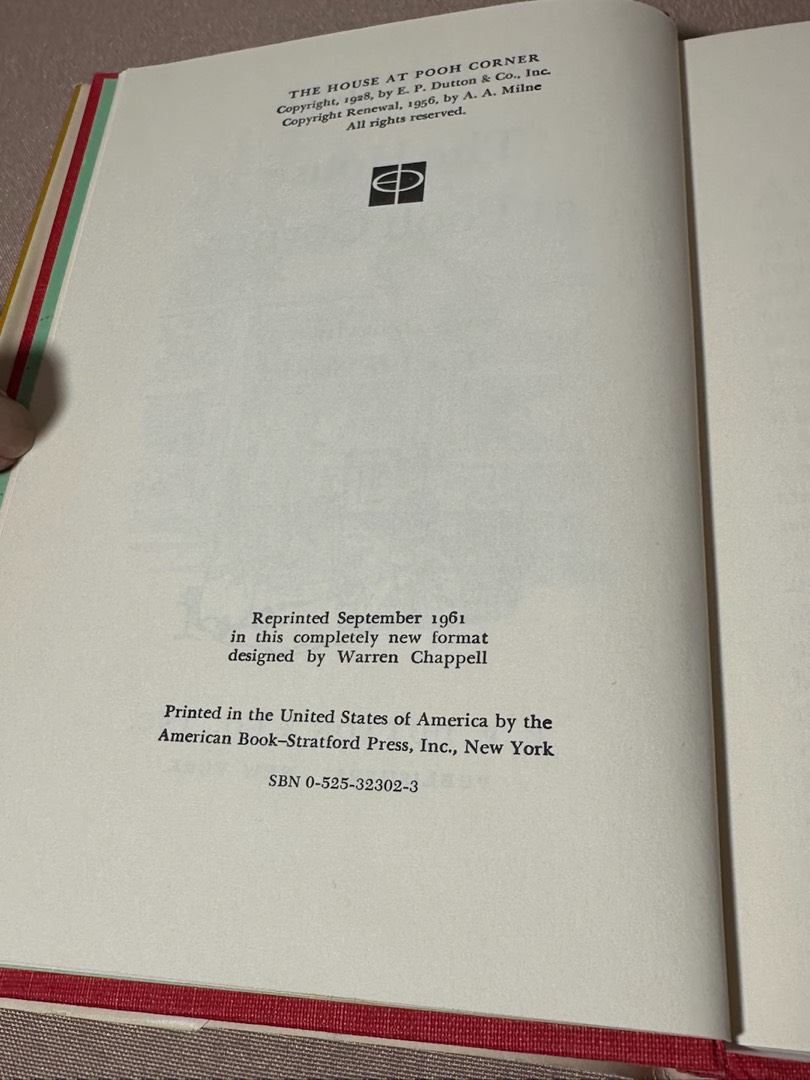 THE HOUSE AT POOH CORNER
Copyright, 1928, by E. P. Dutton & Co., Inc.
Copyright Renewal, 1956, by A. A. Milne
All rights reserved.
Reprinted September 1961
in this completely new format
designed by Warren Chappell
Printed in the United States of America by the
American Book–Stratford Press, Inc., New York
SBN 0-525-32302-3